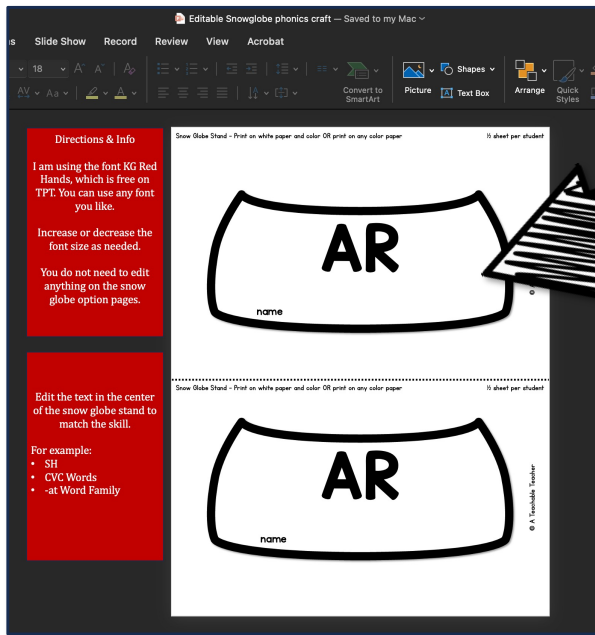 Editable Snowglobe phonics craft — Saved to my Mac
Slide Show Record Review View Acrobat
18 A A A
AV Aa A
Convert to
SmartArt
Picture
Shapes
Text Box
Arrange
Quick
Styles
Directions & Info
I am using the font KG Red
Hands, which is free on
TPT. You can use any font
you like.
Increase or decrease the
font size as needed.
You do not need to edit
anything on the snow
globe option pages.
Edit the text in the center
of the snow globe stand to
match the skill.
For example:
• SH
• CVC Words
• -at Word Family
Snow Globe Stand - Print on white paper and color OR print on any color paper ½ sheet per student
AR
name
©
Snow Globe Stand - Print on white paper and color OR print on any color paper ½ sheet per student
AR
name
© A Teachable Teacher